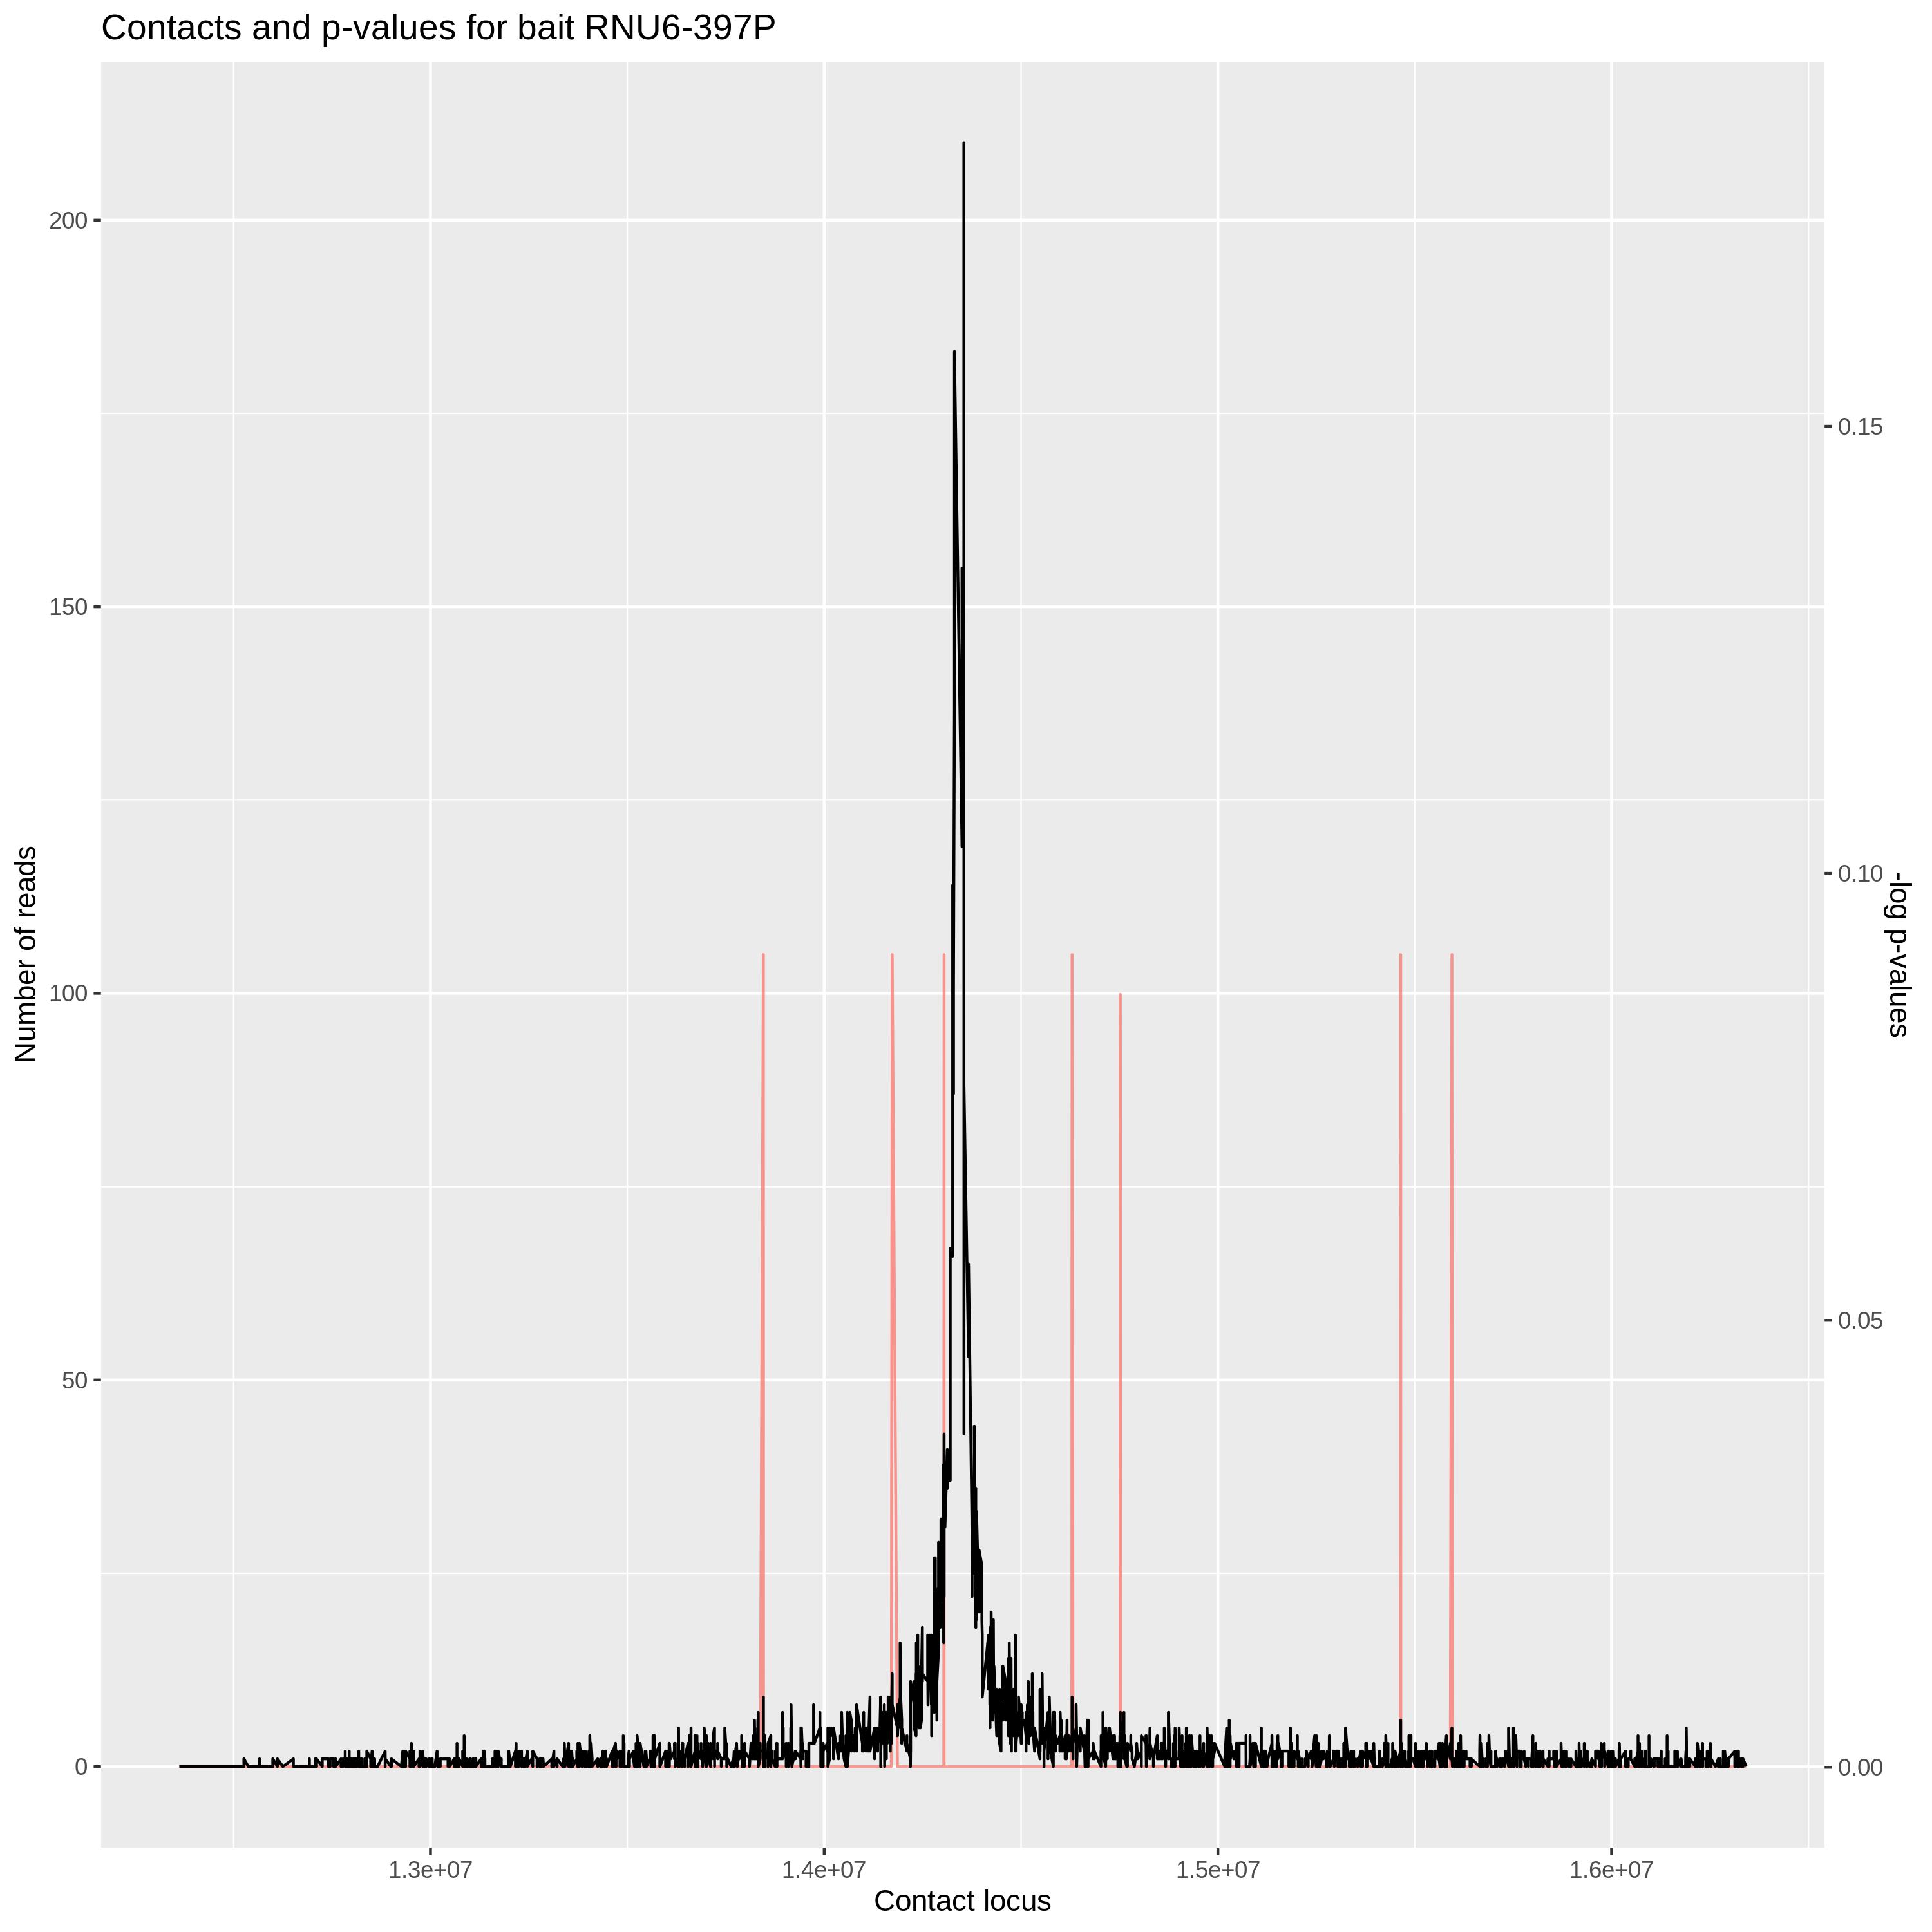 Contacts and p-values for bait RNU6-397P
Number of reads
200
150
100
50
0
0.15
0.10
0.05
0.00
-log p-values
1.3e+07 1.4e+07 1.5e+07 1.6e+07
Contact locus